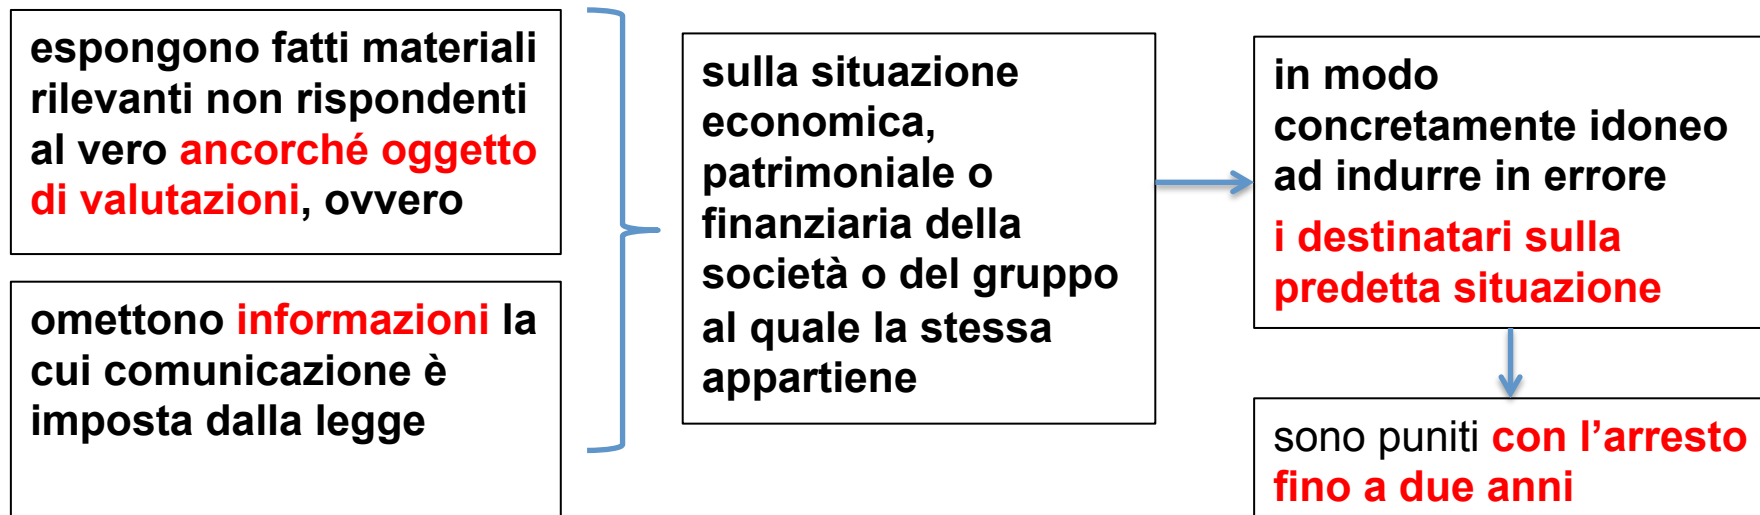 espongono fatti materiali
rilevanti non rispondenti
al vero ancorché oggetto
di valutazioni, ovvero
omettono informazioni la
cui comunicazione è
imposta dalla legge
sulla situazione
economica,
patrimoniale o
finanziaria della
società o del gruppo
al quale la stessa
appartiene
in modo
concretamente idoneo
ad indurre in errore
i destinatari sulla
predetta situazione
sono puniti con l’arresto
fino a due anni